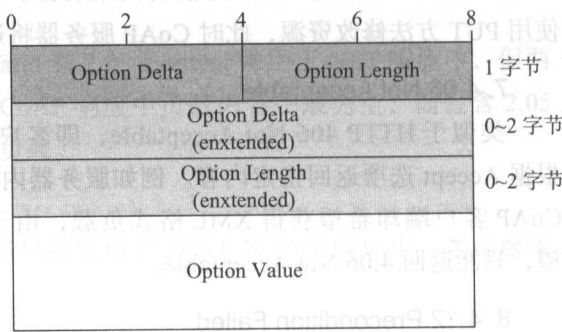 0 2 4 6 8
Option Delta Option Length 1 字节
Option Delta 0~2 字节
(enxtended)
Option Length 0~2 字节
(enxtended)
Option Value